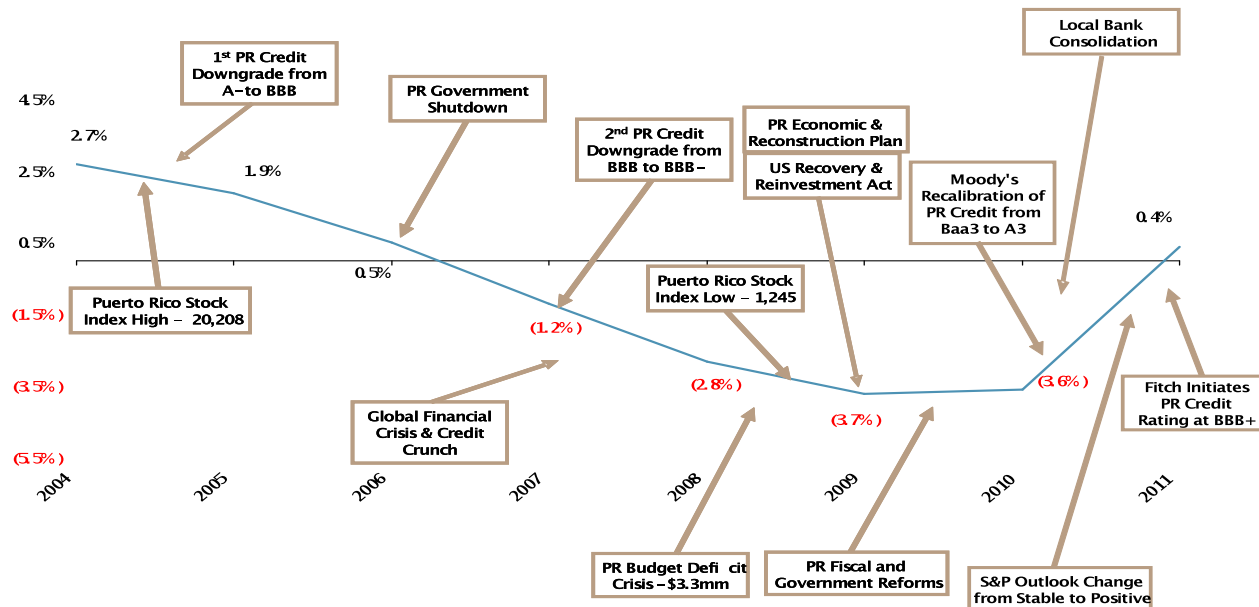 Local Bank
Consolidation
1st PR Credit
Downgrade from
A- to BBB
PR Government
Shutdown
4.5%
2.7%
2.5%
1.9%
0.5%
0.5%
2nd PR Credit
Downgrade from
BBB to BBB-
PR Economic &
Reconstruction Plan
US Recovery &
Reinvestment Act
Moody's
Recalibration of
PR Credit from
Baa3 to A3
0.4%
Puerto Rico Stock
Index High - 20,208
Puerto Rico Stock
Index Low - 1,245
(1.5%)
(1.2%)
(3.5%)
(2.8%)
(3.7%)
(3.6%)
Fitch Initiates
PR Credit
Rating at BBB+
Global Financial
Crisis & Credit
Crunch
(5.5%)
2004
2005
2006
2007
2008
2009
2010
2011
PR Budget Defi cit
Crisis -$3.3mm
PR Fiscal and
Government Reforms
S&P Outlook Change
from Stable to Positive